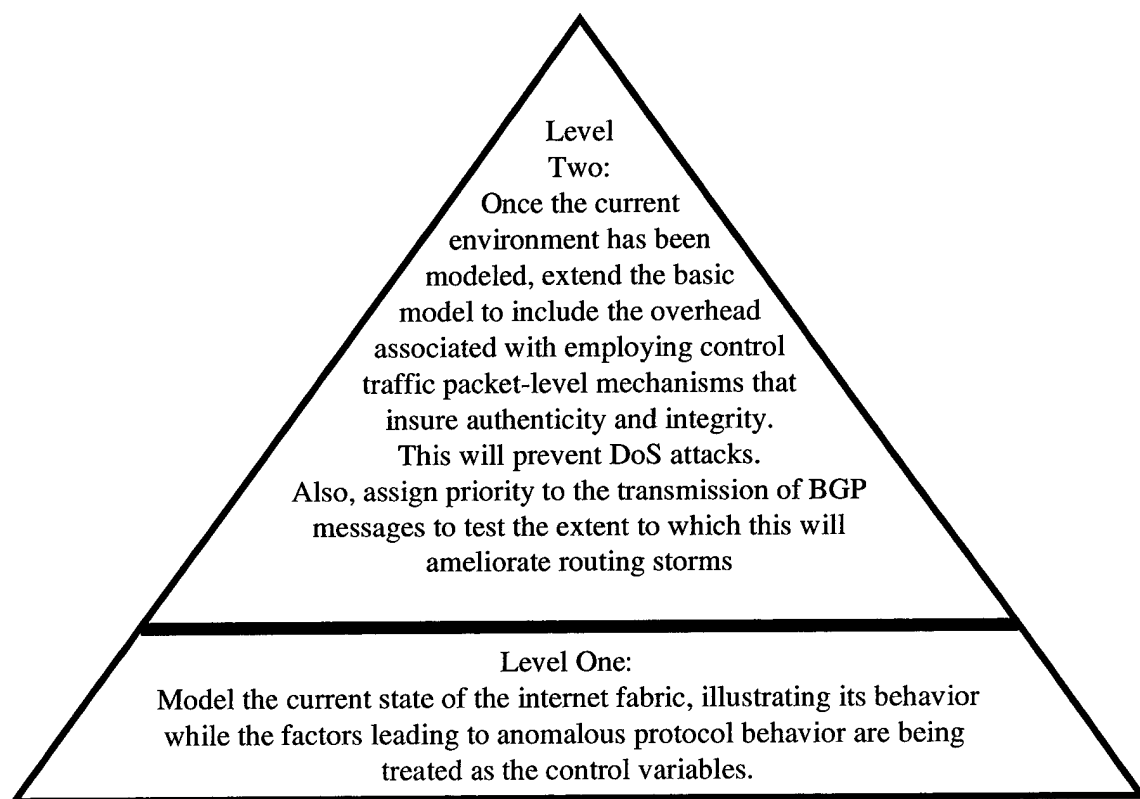 Level
Two:
Once the current
environment has been
modeled, extend the basic
model to include the overhead
associated with employing control
traffic packet-level mechanisms that
insure authenticity and integrity.
This will prevent DoS attacks.
Also, assign priority to the transmission of BGP
messages to test the extent to which this will
ameliorate routing storms
Level One:
Model the current state of the internet fabric, illustrating its behavior
while the factors leading to anomalous protocol behavior are being
treated as the control variables.